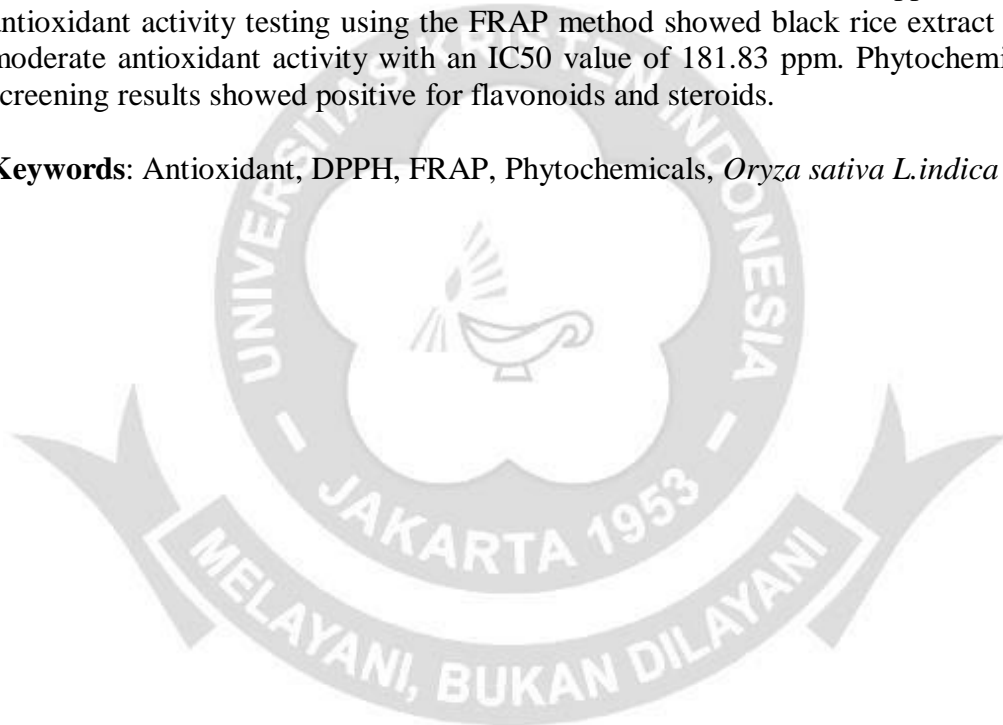 antioxidant activity testing using the FRAP method showed black rice extract
moderate antioxidant activity with an IC50 value of 181.83 ppm.
screening results showed positive for flavonoids and steroids.
Keywords: Antioxidant, DPPH, FRAP, Phytochemicals, Oryza sativa L.indica
UNIVERSITAS KRISTEN INDONESIA
- JAKARTA 1953 -
MELAYANI, BUKAN DILAYANI